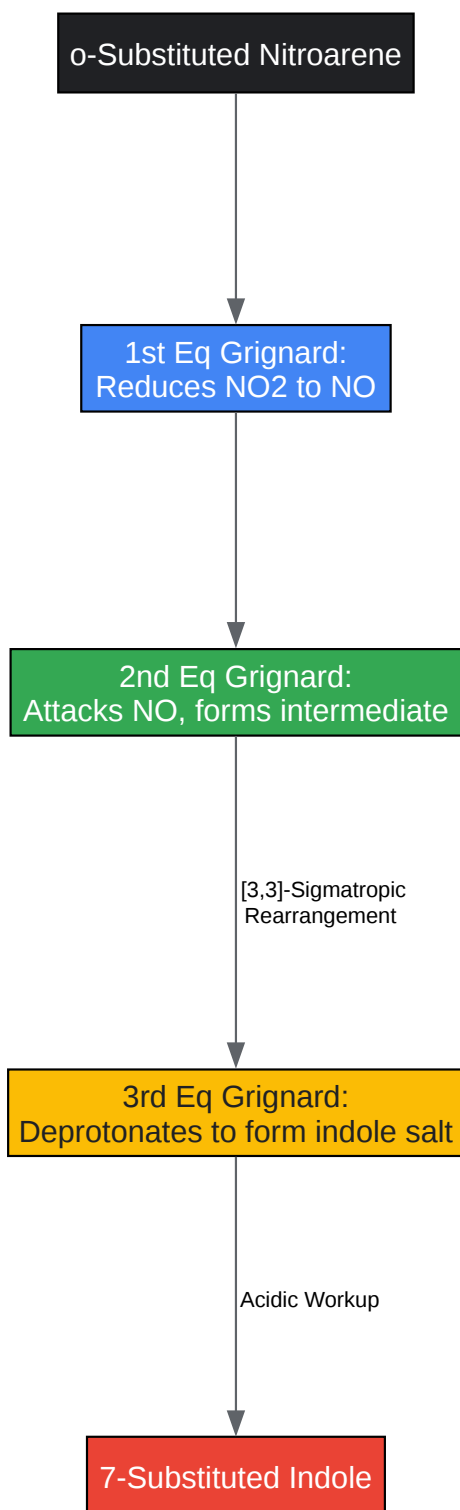 o-Substituted Nitroarene
1st Eq Grignard:
Reduces NO2 to NO
2nd Eq Grignard:
Attacks NO, forms intermediate
[3,3]-Sigmatropic
Rearrangement
3rd Eq Grignard:
Deprotonates to form indole salt
Acidic Workup
7-Substituted Indole